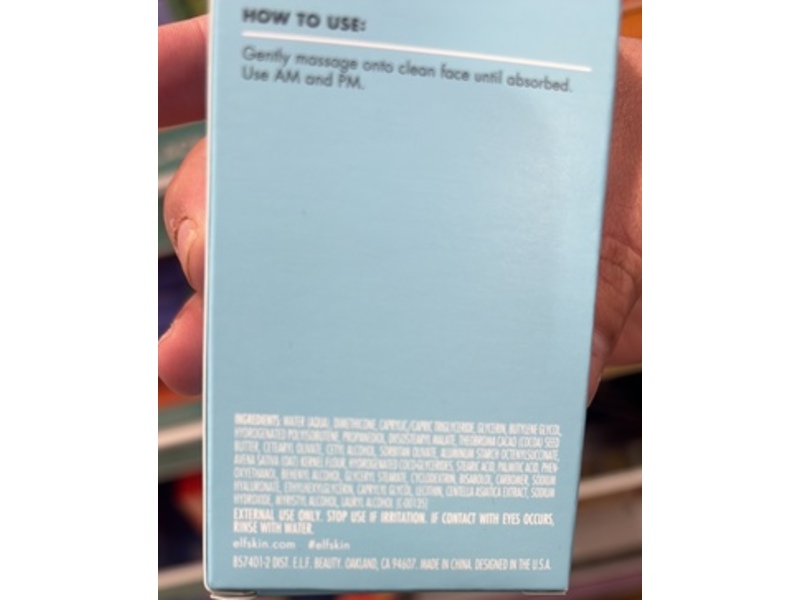 HOW TO USE:
Gently massage onto clean face until absorbed.
Use AM and PM.
INGREDIENTS: WATER (AQUA), DIMETHICONE, CAPRYLIC/CAPRIC TRIGLYCERIDE, GLYCERIN, BUTYLENE GLYCOL,
HYDROGENATED POLYISOBUTENE, PROPANEDIOL, DIISOSTEARYL MALATE, THEOBROMA CACAO (COCOA) SEED
BUTTER, CETEARYL OLIVATE, CETYL ALCOHOL, SORBITAN OLIVATE, ALUMINUM STARCH OCTENYLSUCCINATE,
AVENA SATIVA (OAT) KERNEL FLOUR, HYDROGENATED COCO-GLYCERIDES, STEARIC ACID, PALMITIC ACID, PHEN-
OXYETHANOL, BEHENYL ALCOHOL, GLYCERYL STEARATE, CYCLODEXTRIN, BISABOLOL, CARBOMER, SODIUM
HYALURONATE, ETHYLHEXYLGLYCERIN, CAPRYLYL GLYCOL, LECITHIN, CENTELLA ASIATICA EXTRACT, SODIUM
HYDROXIDE, MYRISTYL ALCOHOL, LAURYL ALCOHOL (C-00125)
EXTERNAL USE ONLY. STOP USE IF IRRITATION. IF CONTACT WITH EYES OCCURS,
RINSE WITH WATER.
elfskin.com #elfskin
B57401-2 DIST. E.L.F. BEAUTY. OAKLAND, CA 94607. MADE IN CHINA. DESIGNED IN THE U.S.A.